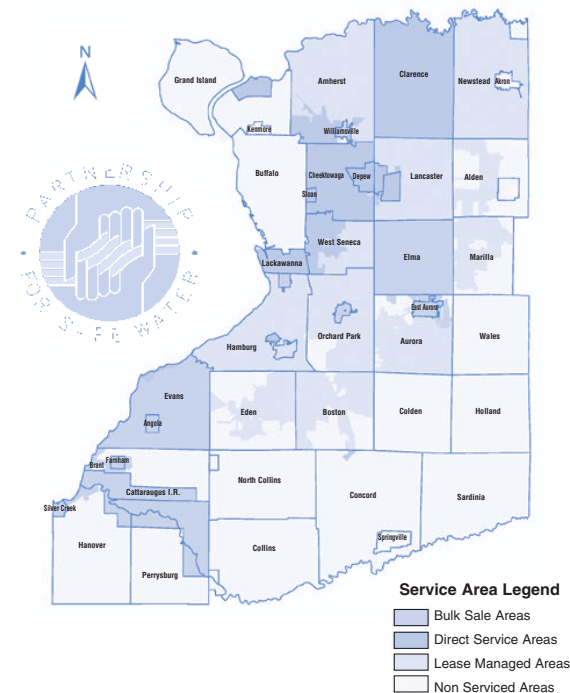 N
Grand Island
Amherst
Clarence
Newstead
Akron
Kenmore
Williamsville
Buffalo
Cheektowaga
Depew
Lancaster
Alden
Sloan
West Seneca
Elma
Marilla
Lackawanna
PARTNERSHIP
FOR SAFE WATER
East Aurora
Orchard Park
Aurora
Wales
Hamburg
Evans
Eden
Boston
Colden
Holland
Angola
Brant
Farnham
Cattaraugus I.R.
North Collins
Concord
Sardinia
Silver Creek
Hanover
Perrysburg
Collins
Springville
Service Area Legend
Bulk Sale Areas
Direct Service Areas
Lease Managed Areas
Non Serviced Areas